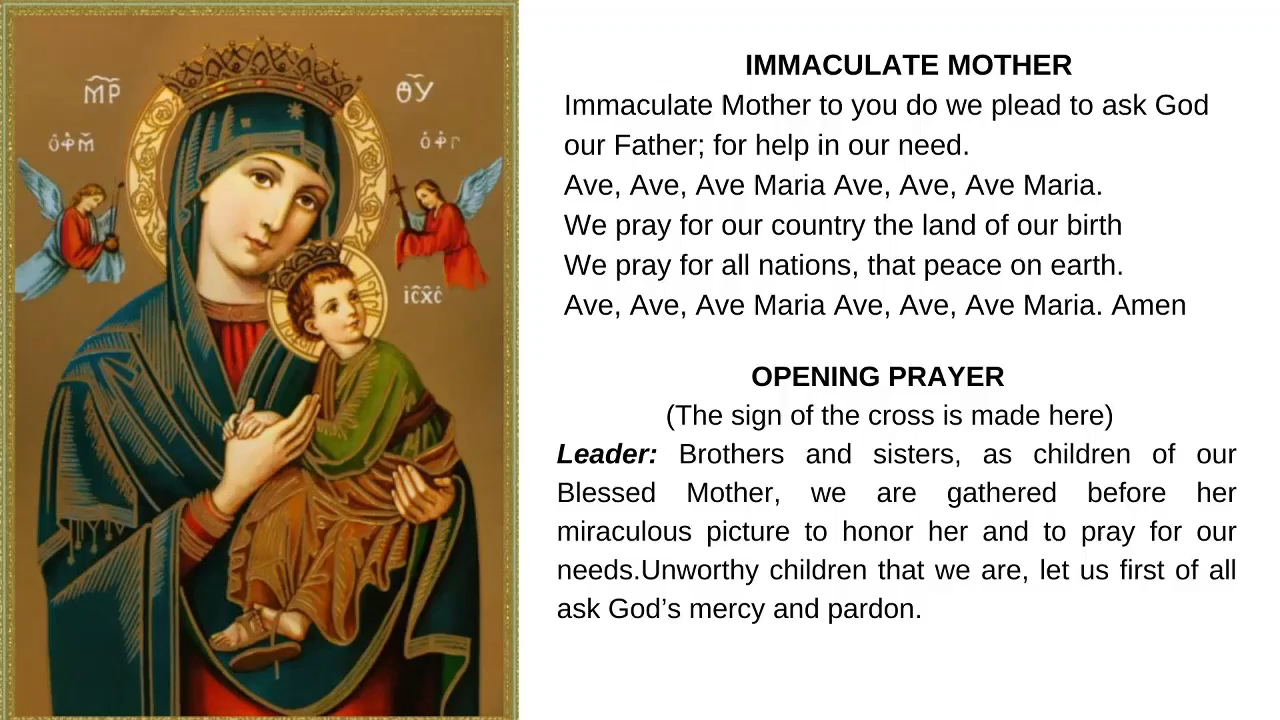 ΜΡ ΘΥ
ὁ ἀ μ ὁ ἀ Γ
ἰc̑x̑c
IMMACULATE MOTHER
Immaculate Mother to you do we plead to ask God
our Father; for help in our need.
Ave, Ave, Ave Maria Ave, Ave, Ave Maria.
We pray for our country the land of our birth
We pray for all nations, that peace on earth.
Ave, Ave, Ave Maria Ave, Ave, Ave Maria. Amen
OPENING PRAYER
(The sign of the cross is made here)
Leader: Brothers and sisters, as children of our
Blessed Mother, we are gathered before her
miraculous picture to honor her and to pray for our
needs.Unworthy children that we are, let us first of all
ask God’s mercy and pardon.